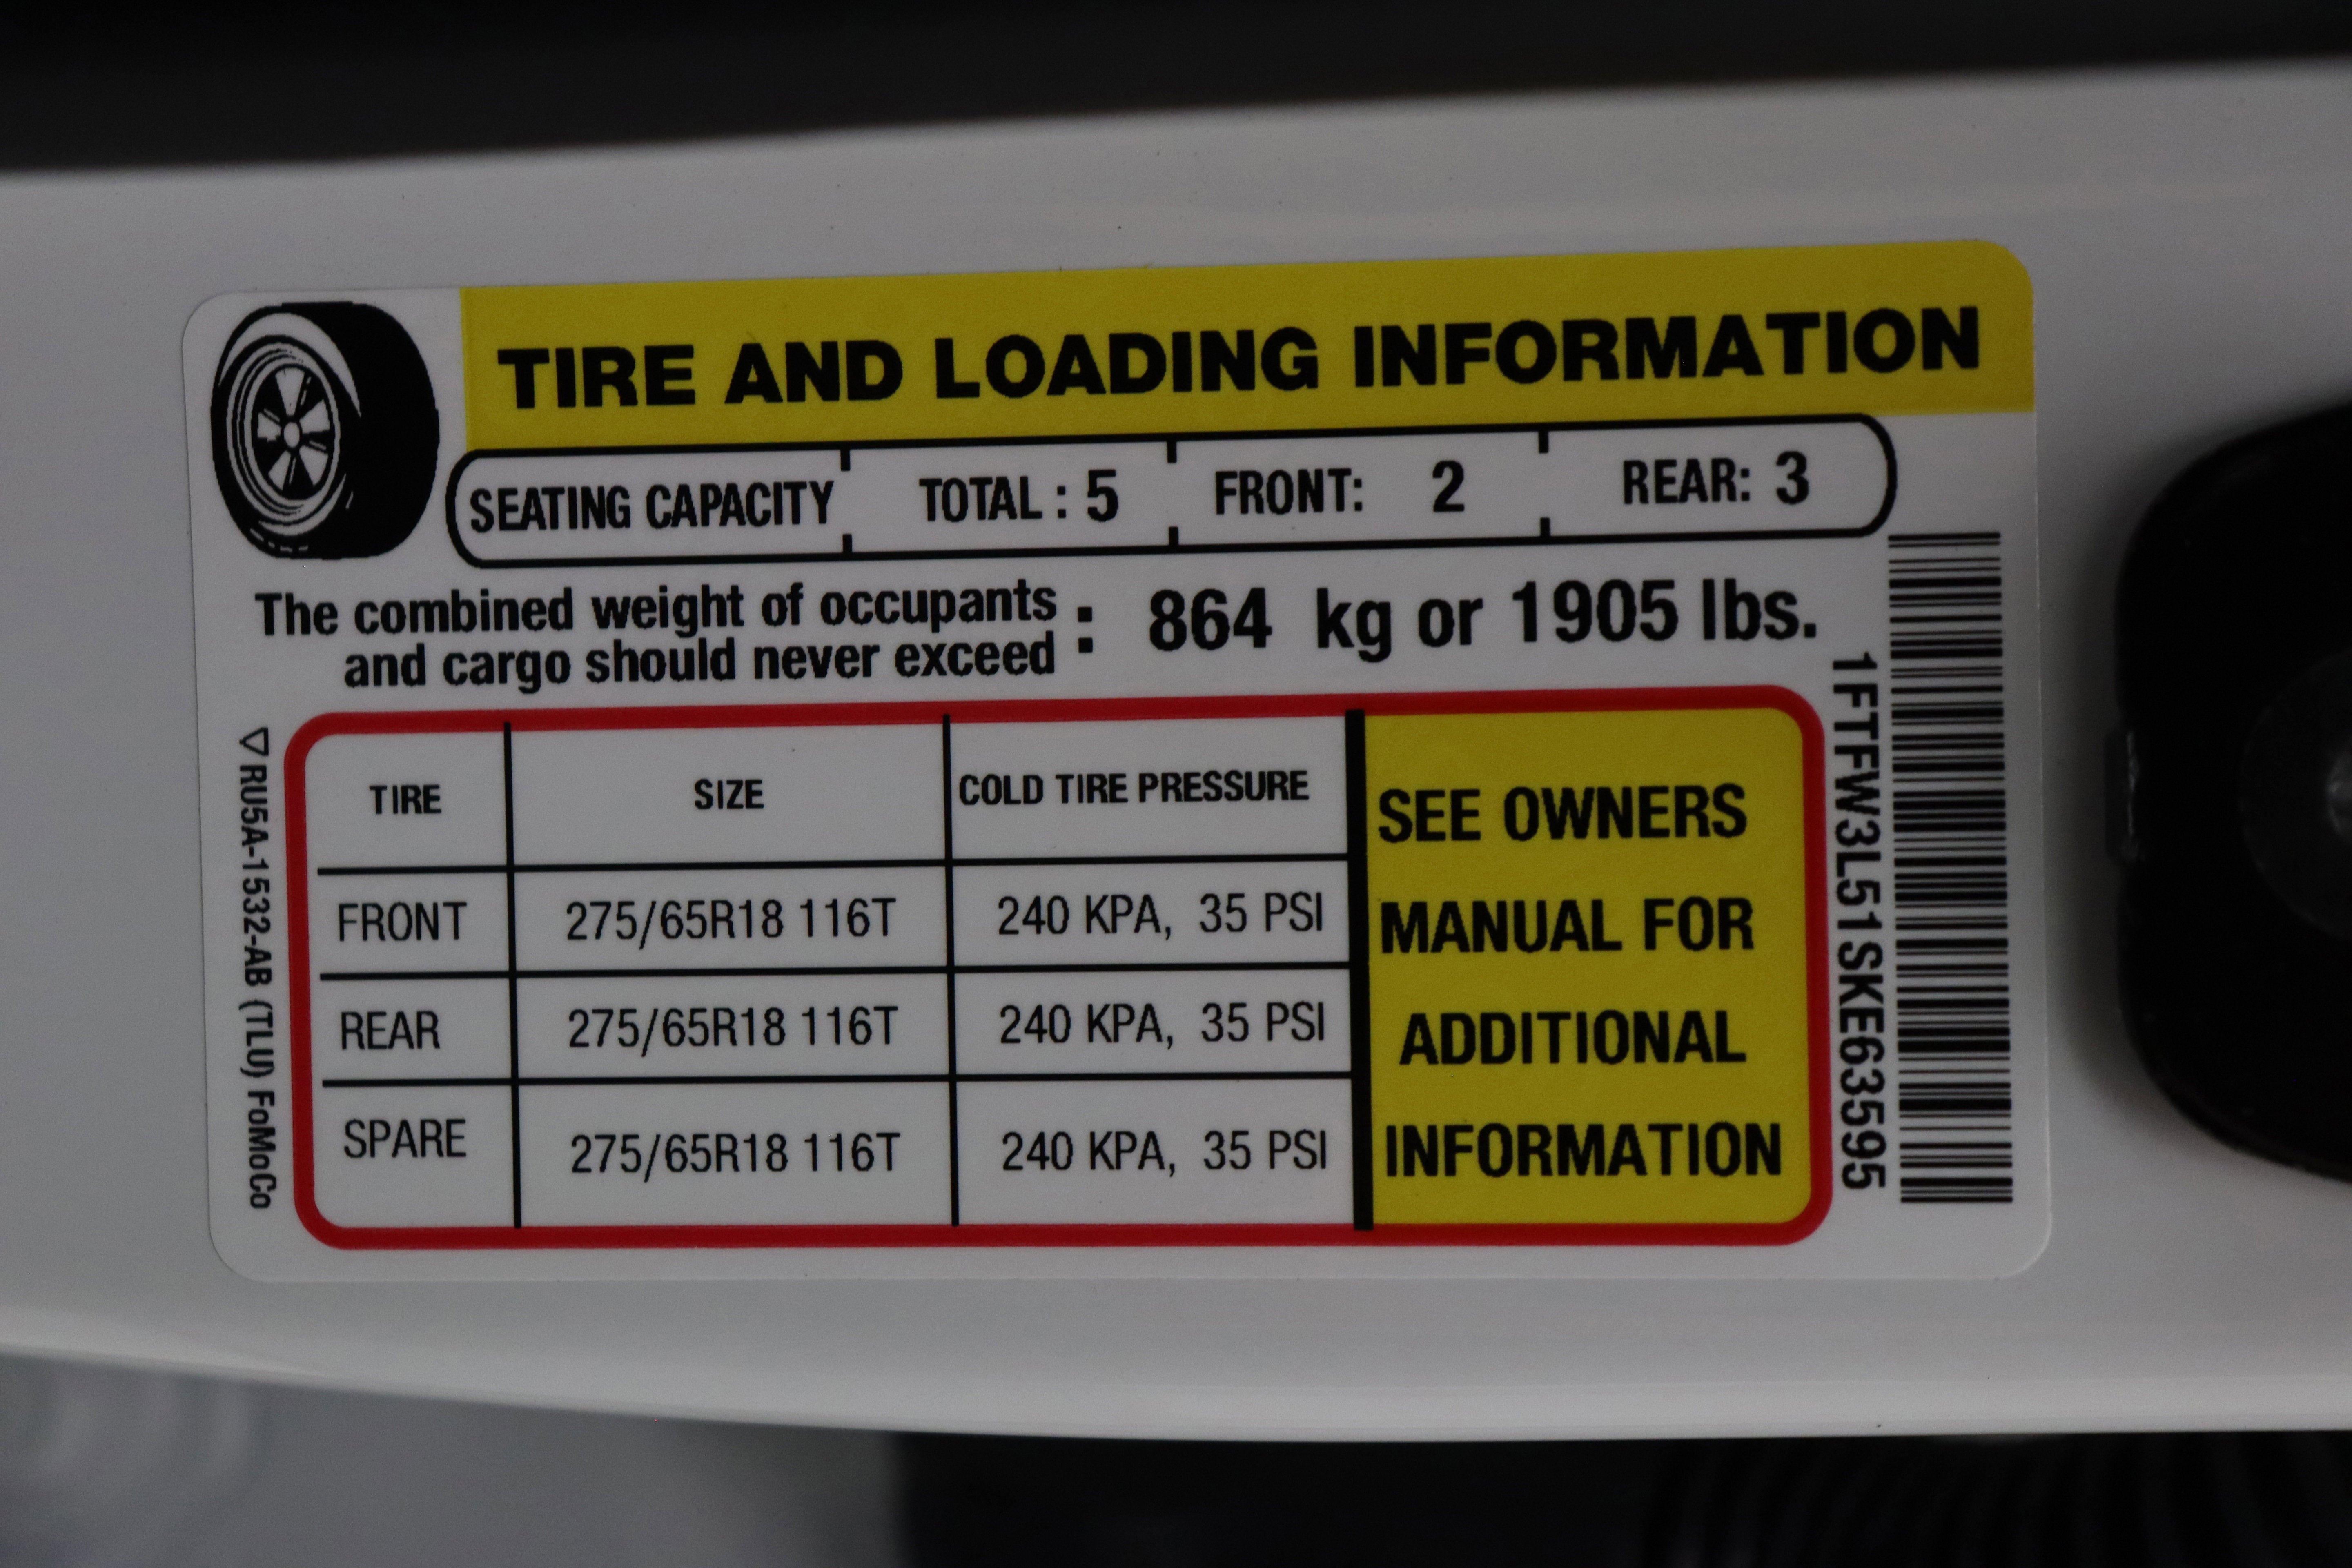 TIRE AND LOADING INFORMATION
SEATING CAPACITY TOTAL : 5 FRONT: 2 REAR: 3
The combined weight of occupants
and cargo should never exceed : 864 kg or 1905 lbs.
TIRE SIZE COLD TIRE PRESSURE
FRONT 275/65R18 116T 240 KPA, 35 PSI
REAR 275/65R18 116T 240 KPA, 35 PSI
SPARE 275/65R18 116T 240 KPA, 35 PSI
SEE OWNERS
MANUAL FOR
ADDITIONAL
INFORMATION
1FTFW3L51SKE63595
RU5A-1532-AB (TLU) FoMoCo